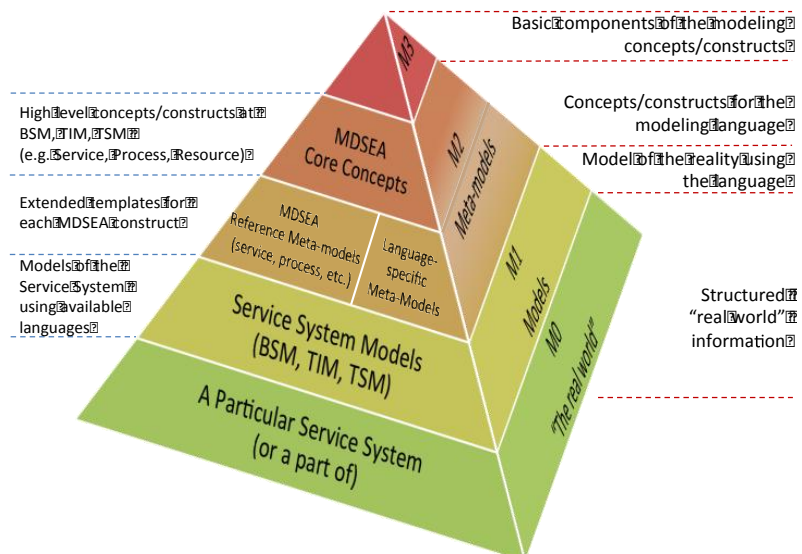 Basic components of the modeling
concepts/constructs
M3
High level concepts/constructs at
BSM, TIM, TSM
(e.g. Service, Process, Resource)
Concepts/constructs for the
modeling language
MDSEA
Core Concepts
M2
Meta-models
Model of the reality using
the language
Extended templates for
each MDSEA construct
MDSEA
Reference Meta-models
(service, process, etc.)
Language-
specific
Meta-Models
Models of the
Service System
using available
languages
M1
Models
Service System Models
(BSM, TIM, TSM)
Structured
“real world”
information
M0
"The real world"
A Particular Service System
(or a part of)